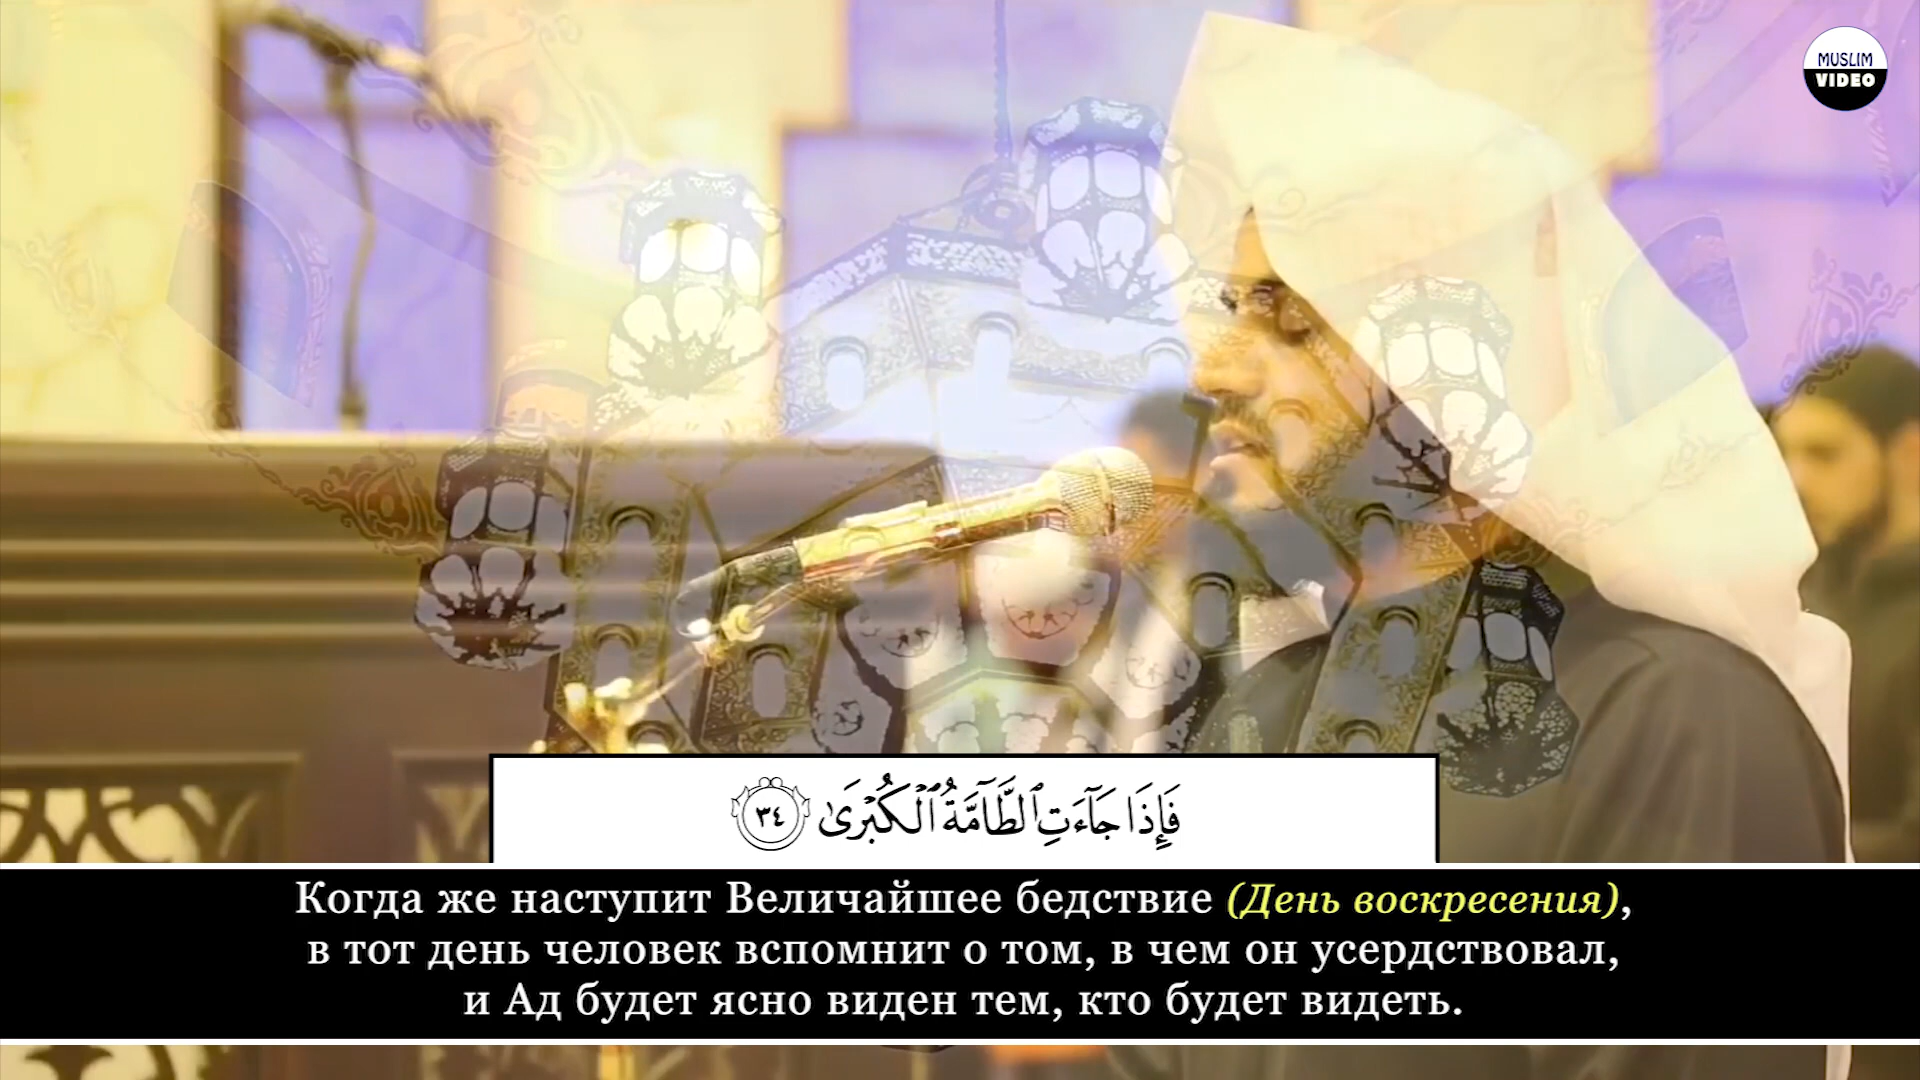 MUSLIM
VIDEO
فَإِذَا جَآءَتِ ٱلطَّآمَّةُ ٱلْكُبْرَىٰ ٣٤
Когда же наступит Величайшее бедствие (День воскресения),
в тот день человек вспомнит о том, в чем он усердствовал,
и Ад будет ясно виден тем, кто будет видеть.